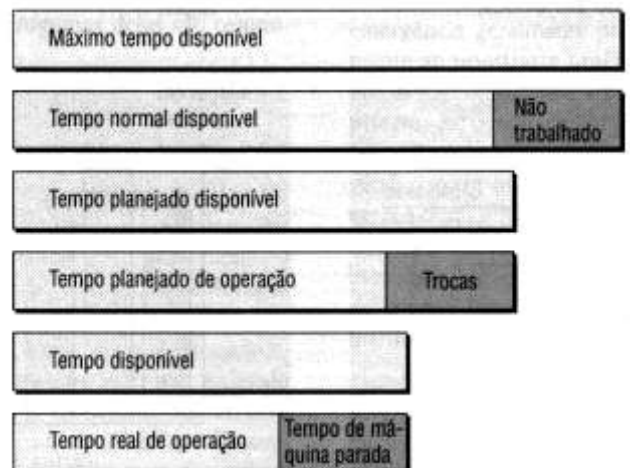 Máximo tempo disponível
Tempo normal disponível
Não
trabalhado
Tempo planejado disponível
Tempo planejado de operação
Trocas
Tempo disponível
Tempo real de operação
Tempo de má-
quina parada